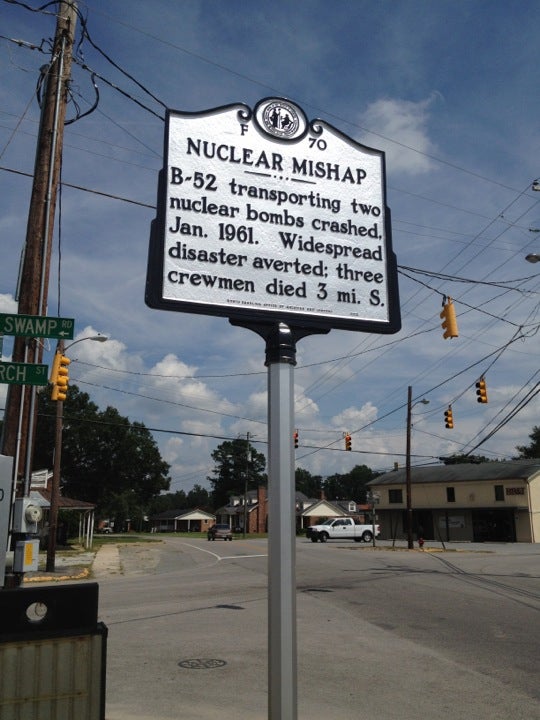 F 70
NUCLEAR MISHAP
B-52 transporting two
nuclear bombs crashed,
Jan. 1961. Widespread
disaster averted; three
crewmen died 3 mi. S.
SWAMP RD
RCH ST